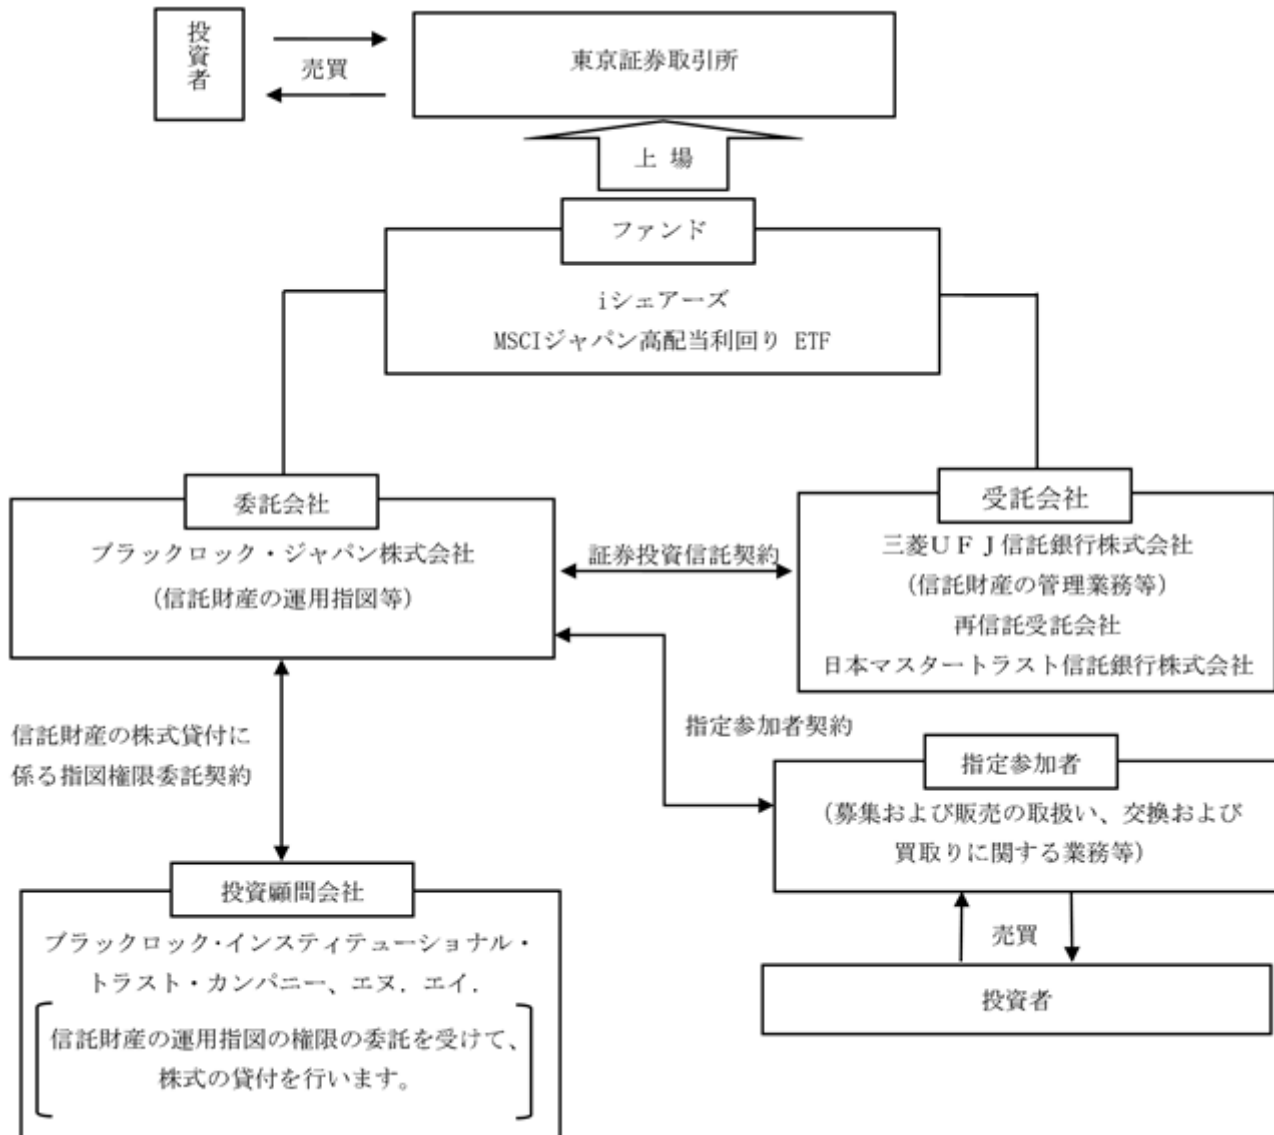 投資者
売買
東京証券取引所
上 場
ファンド
iシェアーズ
MSCIジャパン高配当利回り ETF
委託会社
ブラックロック・ジャパン株式会社
(信託財産の運用指図等)
証券投資信託契約
受託会社
三菱UFJ信託銀行株式会社
(信託財産の管理業務等)
再信託受託会社
日本マスタートラスト信託銀行株式会社
信託財産の株式貸付に
係る指図権限委託契約
指定参加者契約
指定参加者
(募集および販売の取扱い、交換および
買取りに関する業務等)
売買
投資者
投資顧問会社
ブラックロック・インスティテューショナル・
トラスト・カンパニー、エヌ．エイ．
信託財産の運用指図の権限の委託を受けて、
株式の貸付を行います。